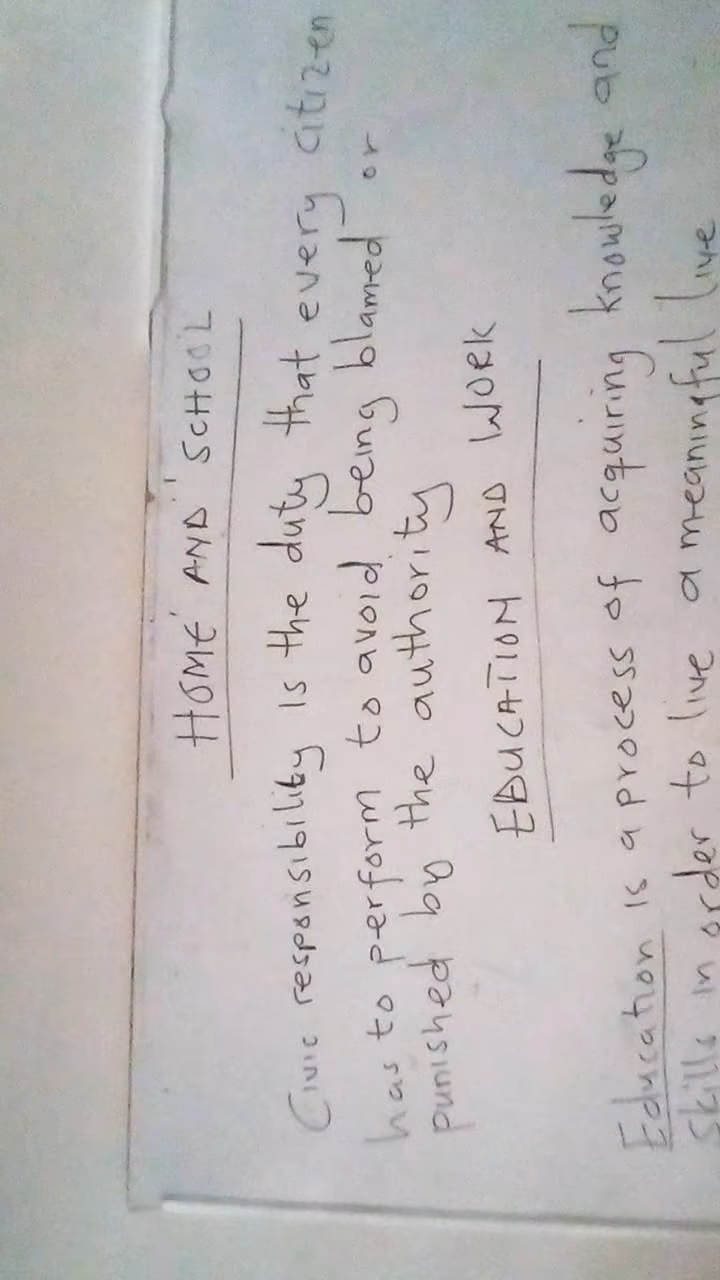 HOME AND SCHOOL
Civic responsibility is the duty that every citizen
has to perform to avoid being blamed or
punished by the authority
EDUCATION AND WORK
Education is a process of acquiring knowledge and
Skills in order to live a meaningful live